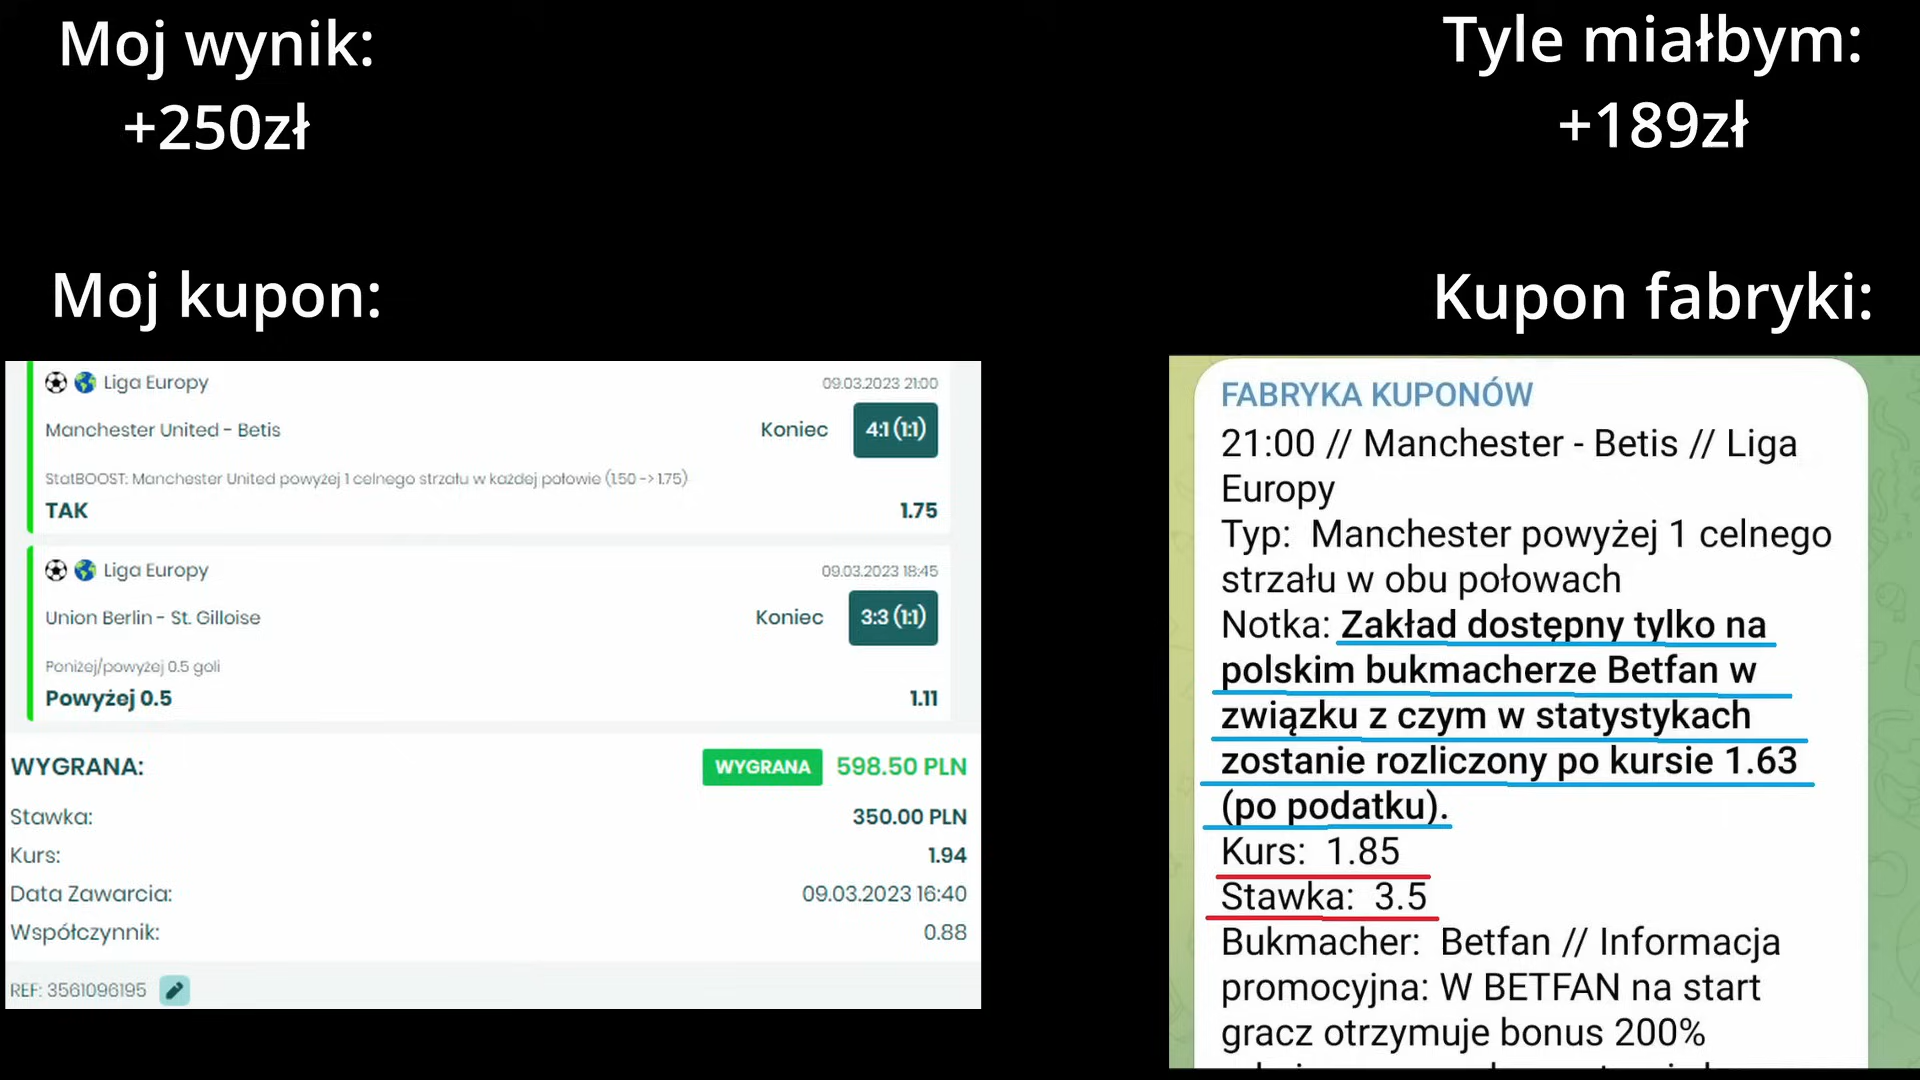 Moj wynik:
+250zł
Tyle miałbym:
+189zł
Moj kupon:
Kupon fabryki:
Liga Europy
09.03.2023 21:00
Manchester United - Betis
Koniec
4:1 (1:1)
StatBOOST: Manchester United powyżej 1 celnego strzału w każdej połowie (1.50 -> 1.75)
TAK
1.75
Liga Europy
09.03.2023 18:45
Union Berlin - St. Gilloise
Koniec
3:3 (1:1)
Poniżej/powyżej 0.5 goli
Powyżej 0.5
1.11
WYGRANA:
WYGRANA
598.50 PLN
Stawka:
350.00 PLN
Kurs:
1.94
Data Zawarcia:
09.03.2023 16:40
Współczynnik:
0.88
REF: 3561096195
FABRYKA KUPONÓW
21:00 // Manchester - Betis // Liga
Europy
Typ: Manchester powyżej 1 celnego
strzału w obu połowach
Notka: Zakład dostępny tylko na
polskim bukmacherze Betfan w
związku z czym w statystykach
zostanie rozliczony po kursie 1.63
(po podatku).
Kurs: 1.85
Stawka: 3.5
Bukmacher: Betfan // Informacja
promocyjna: W BETFAN na start
gracz otrzymuje bonus 200%